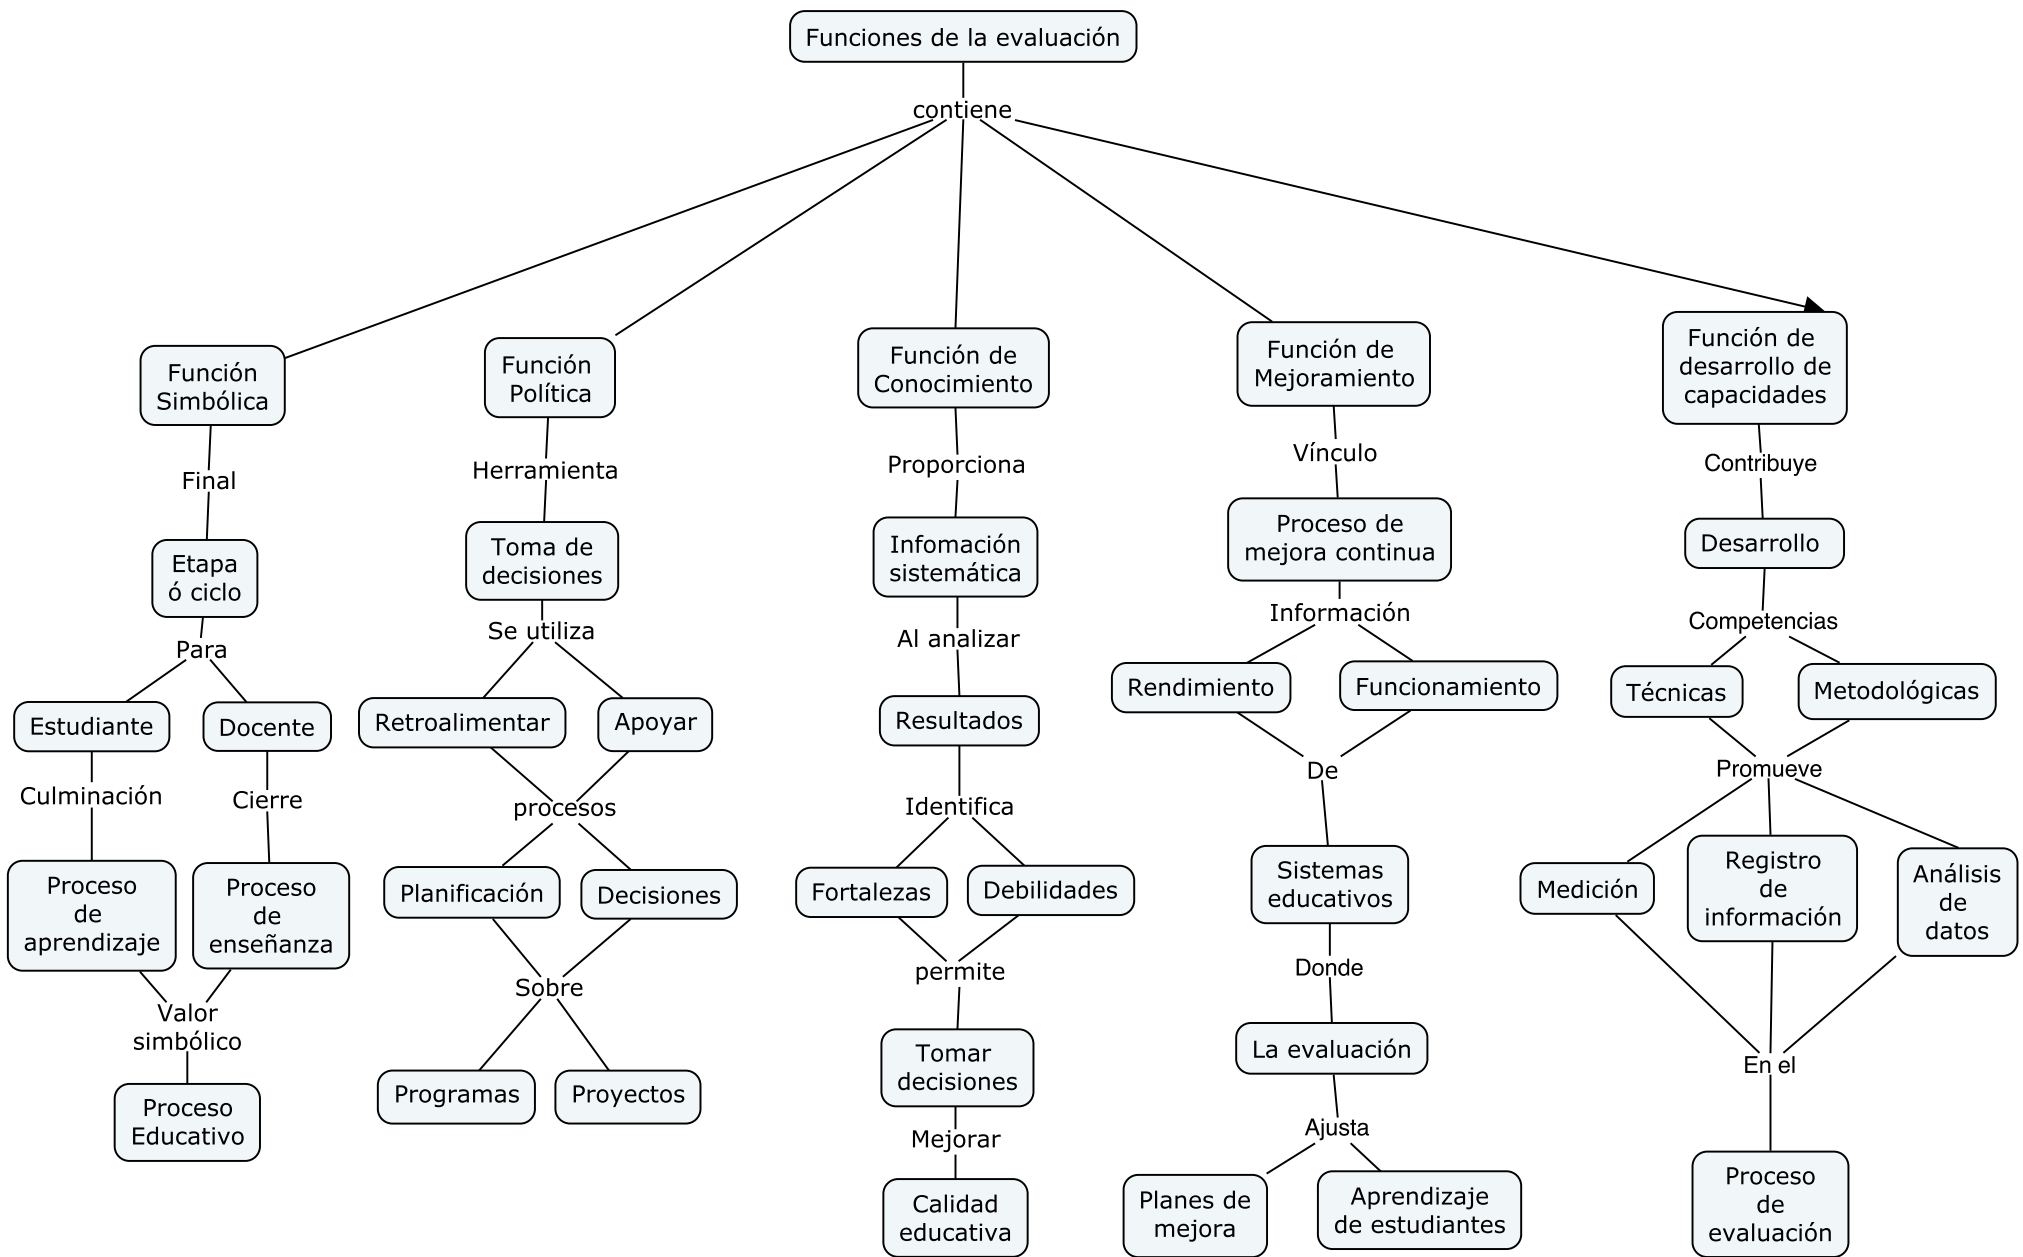 Funciones de la evaluación
contiene
Función
Simbólica
Final
Etapa
ó ciclo
Para
Estudiante
Docente
Culminación
Cierre
Proceso
de
aprendizaje
Proceso
de
enseñanza
Valor
simbólico
Proceso
Educativo
Función
Política
Herramienta
Toma de
decisiones
Se utiliza
Retroalimentar
Apoyar
procesos
Planificación
Decisiones
Sobre
Programas
Proyectos
Función de
Conocimiento
Proporciona
Infomación
sistemática
Al analizar
Resultados
Identifica
Fortalezas
Debilidades
permite
Tomar
decisiones
Mejorar
Calidad
educativa
Función de
Mejoramiento
Vínculo
Proceso de
mejora continua
Información
Rendimiento
Funcionamiento
De
Sistemas
educativos
Donde
La evaluación
Ajusta
Planes de
mejora
Aprendizaje
de estudiantes
Función de
desarrollo de
capacidades
Contribuye
Desarrollo
Competencias
Técnicas
Metodológicas
Promueve
Medición
Registro
de
información
Análisis
de
datos
En el
Proceso
de
evaluación